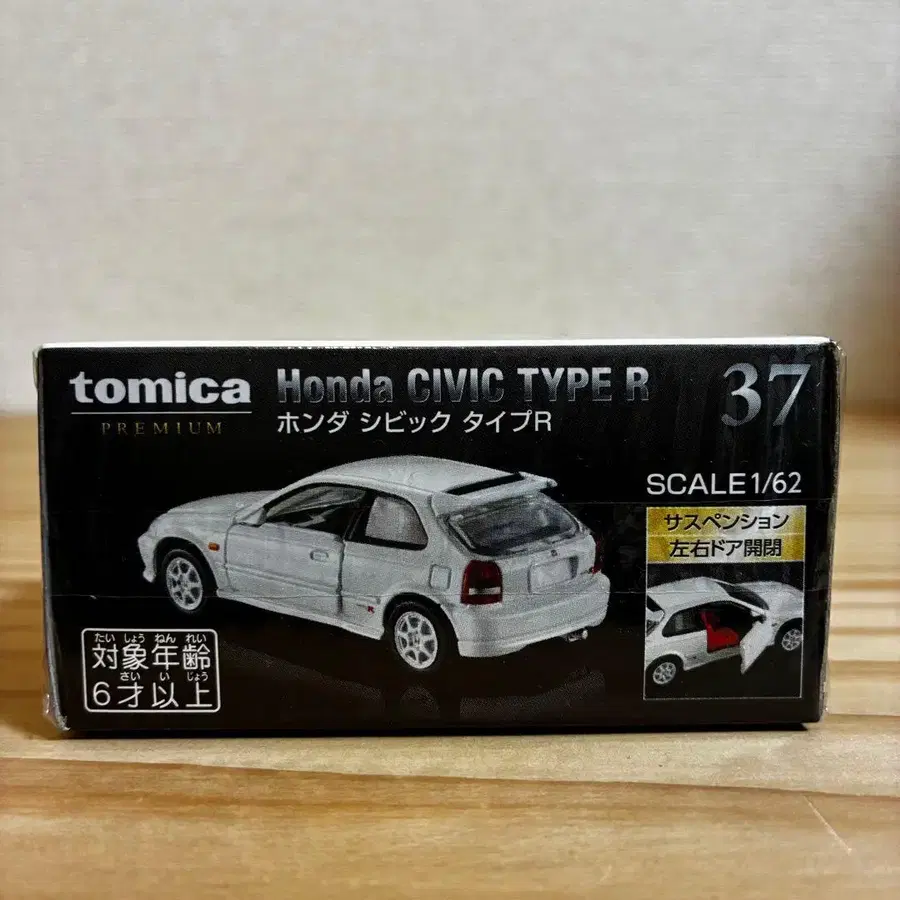 tomica
PREMIUM
Honda CIVIC TYPE R
ホンダ シビック タイプR
37
SCALE1/62
サスペンション
左右ドア開閉
たいしょうねんれい
対象年齢
さいいじょう
6才以上